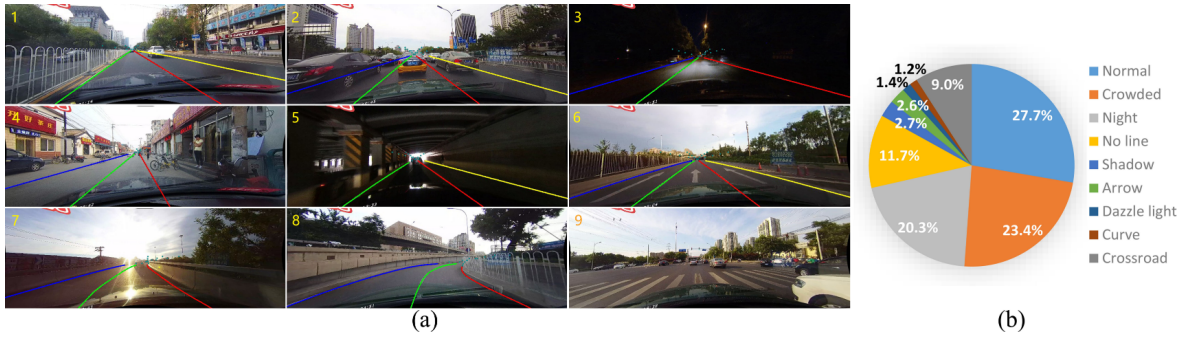 1
2
3
4
5
6
7
8
9
(a)
1.2%
1.4%
9.0%
2.6%
2.7%
11.7%
20.3%
27.7%
23.4%
Normal
Crowded
Night
No line
Shadow
Arrow
Dazzle light
Curve
Crossroad
(b)